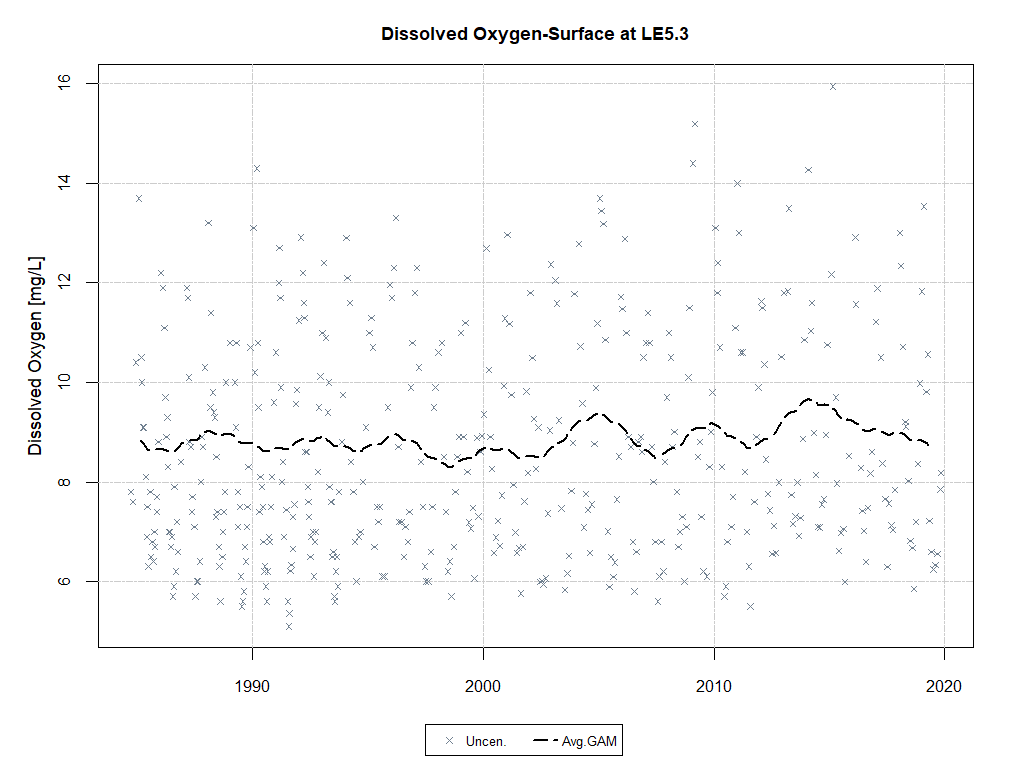 Dissolved Oxygen-Surface at LE5.3
Dissolved Oxygen [mg/L]
16
14
12
10
8
6
1990
2000
2010
2020
Uncen.
Avg.GAM